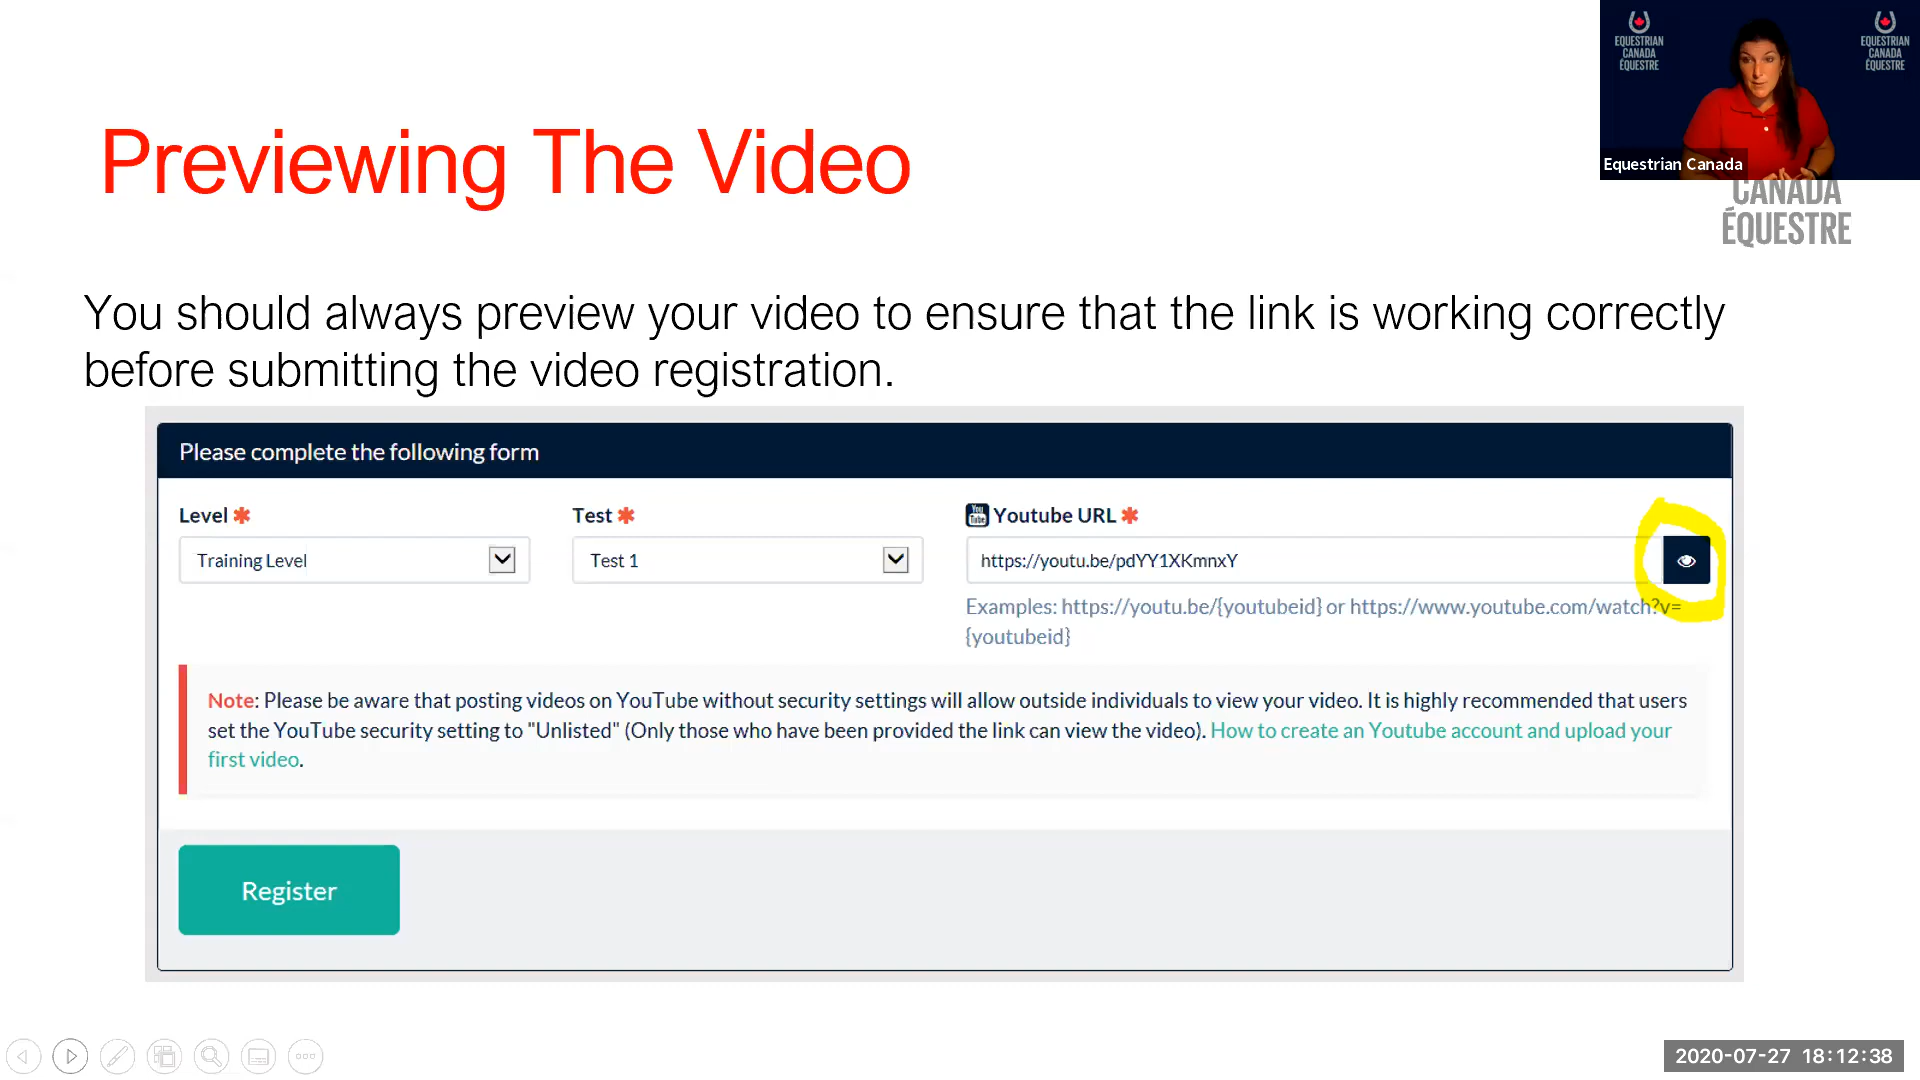 EQUESTRIAN
CANADA
ÉQUESTRE
EQUESTRIAN
CANADA
ÉQUESTRE
Equestrian Canada
CANADA
ÉQUESTRE
Previewing The Video
You should always preview your video to ensure that the link is working correctly
before submitting the video registration.
Please complete the following form
Level ✱
Test ✱
You Tube Youtube URL ✱
Training Level
Test 1
https://youtu.be/pdYY1XKmnxY
Examples: https://youtu.be/{youtubeid} or https://www.youtube.com/watch?v=
{youtubeid}
Note: Please be aware that posting videos on YouTube without security settings will allow outside individuals to view your video. It is highly recommended that users
set the YouTube security setting to "Unlisted" (Only those who have been provided the link can view the video). How to create an Youtube account and upload your
first video.
Register
2020-07-27 18:12:38